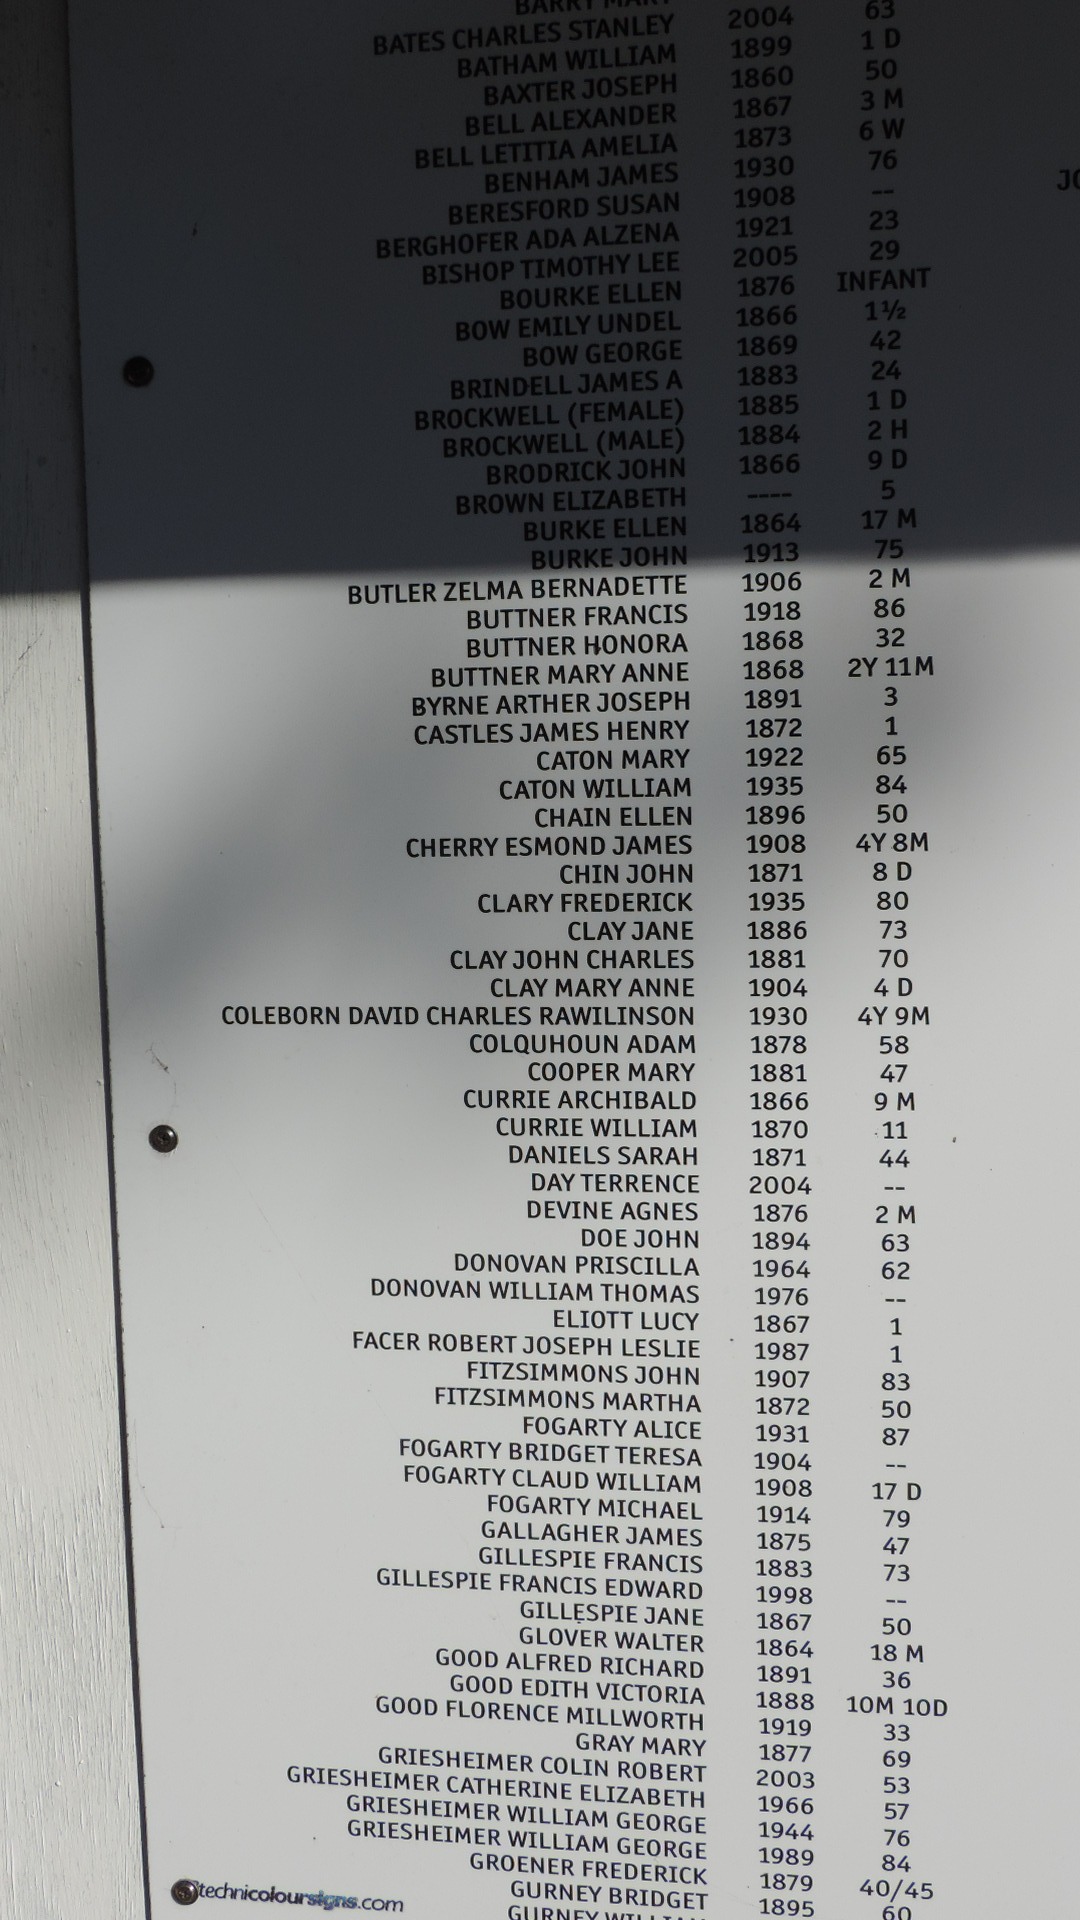 BARRY MARY
BATES CHARLES STANLEY 2004 63
BATHAM WILLIAM 1899 1 D
BAXTER JOSEPH 1860 50
BELL ALEXANDER 1867 3 M
BELL LETITIA AMELIA 1873 6 W
BENHAM JAMES 1930 76
BERESFORD SUSAN 1908 --
BERGHOFER ADA ALZENA 1921 23
BISHOP TIMOTHY LEE 2005 29
BOURKE ELLEN 1876 INFANT
BOW EMILY UNDEL 1866 1½
BOW GEORGE 1869 42
BRINDELL JAMES A 1883 24
BROCKWELL (FEMALE) 1885 1 D
BROCKWELL (MALE) 1884 2 H
BRODRICK JOHN 1866 9 D
BROWN ELIZABETH ---- 5
BURKE ELLEN 1864 17 M
BURKE JOHN 1913 75
BUTLER ZELMA BERNADETTE 1906 2 M
BUTTNER FRANCIS 1918 86
BUTTNER HONORA 1868 32
BUTTNER MARY ANNE 1868 2Y 11M
BYRNE ARTHER JOSEPH 1891 3
CASTLES JAMES HENRY 1872 1
CATON MARY 1922 65
CATON WILLIAM 1935 84
CHAIN ELLEN 1896 50
CHERRY ESMOND JAMES 1908 4Y 8M
CHIN JOHN 1871 8 D
CLARY FREDERICK 1935 80
CLAY JANE 1886 73
CLAY JOHN CHARLES 1881 70
CLAY MARY ANNE 1904 4 D
COLEBORN DAVID CHARLES RAWILINSON 1930 4Y 9M
COLQUHOUN ADAM 1878 58
COOPER MARY 1881 47
CURRIE ARCHIBALD 1866 9 M
CURRIE WILLIAM 1870 11
DANIELS SARAH 1871 44
DAY TERRENCE 2004 --
DEVINE AGNES 1876 2 M
DOE JOHN 1894 63
DONOVAN PRISCILLA 1964 62
DONOVAN WILLIAM THOMAS 1976 --
ELIOTT LUCY 1867 1
FACER ROBERT JOSEPH LESLIE 1987 1
FITZSIMMONS JOHN 1907 83
FITZSIMMONS MARTHA 1872 50
FOGARTY ALICE 1931 87
FOGARTY BRIDGET TERESA 1904 --
FOGARTY CLAUD WILLIAM 1908 17 D
FOGARTY MICHAEL 1914 79
GALLAGHER JAMES 1875 47
GILLESPIE FRANCIS 1883 73
GILLESPIE FRANCIS EDWARD 1998 --
GILLESPIE JANE 1867 50
GLOVER WALTER 1864 18 M
GOOD ALFRED RICHARD 1891 36
GOOD EDITH VICTORIA 1888 10M 10D
GOOD FLORENCE MILLWORTH 1919 33
GRAY MARY 1877 69
GRIESHEIMER COLIN ROBERT 2003 53
GRIESHEIMER CATHERINE ELIZABETH 1966 57
GRIESHEIMER WILLIAM GEORGE 1944 76
GRIESHEIMER WILLIAM GEORGE 1989 84
GROENER FREDERICK 1879 40/45
GURNEY BRIDGET 1895 60
GURNEY
technicoloursigns.com